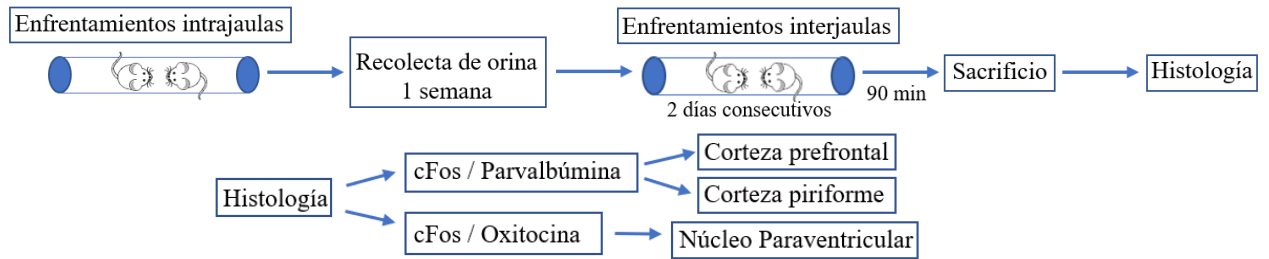 Enfrentamientos intrajaulas
Recolecta de orina
1 semana
Enfrentamientos interjaulas
2 días consecutivos
90 min
Sacrificio
Histología
Histología
cFos / Parvalbúmina
Corteza prefrontal
Corteza piriforme
cFos / Oxitocina
Núcleo Paraventricular